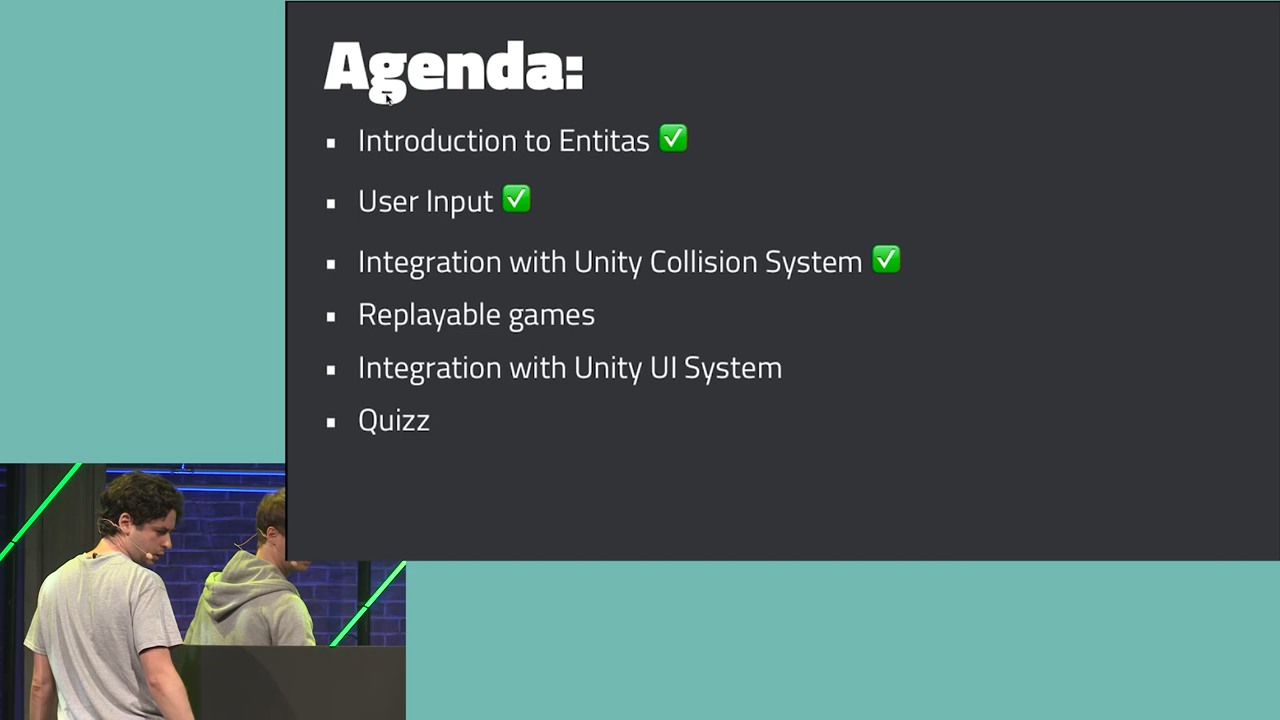 Agenda:
▪ Introduction to Entitas ✅
▪ User Input ✅
▪ Integration with Unity Collision System ✅
▪ Replayable games
▪ Integration with Unity UI System
▪ Quizz